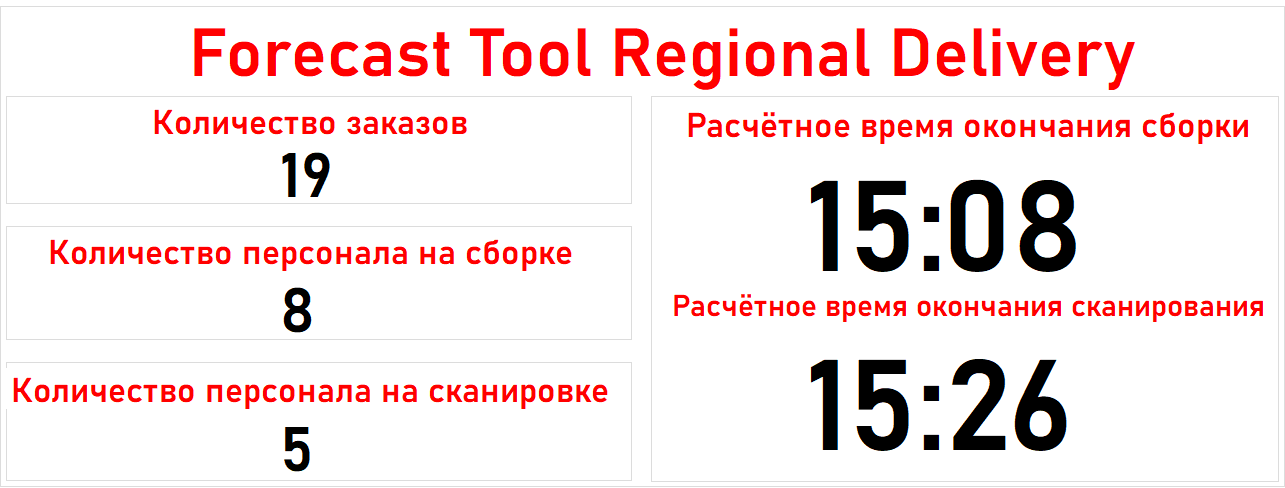 Forecast Tool Regional Delivery
Количество заказов
19
Количество персонала на сборке
8
Количество персонала на сканировке
5
Расчётное время окончания сборки
15:08
Расчётное время окончания сканирования
15:26